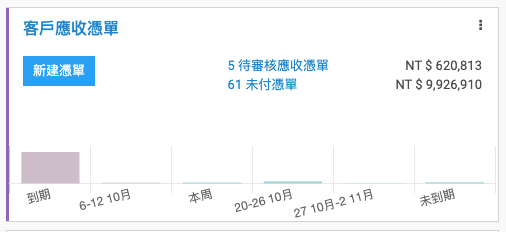 客戶應收憑單
新建憑單
5 待審核應收憑單 NT $ 620,813
61 未付憑單 NT $ 9,926,910
到期 6-12 10月 本周 20-26 10月 27 10月-2 11月 未到期